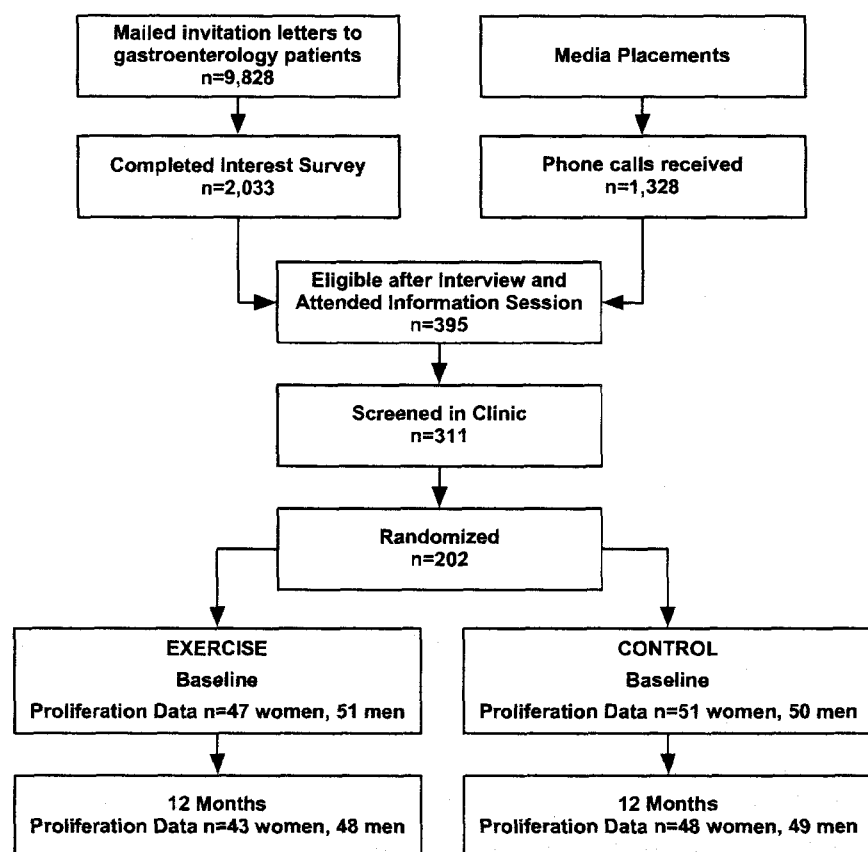 Mailed invitation letters to
gastroenterology patients
n=9,828
Media Placements
Completed Interest Survey
n=2,033
Phone calls received
n=1,328
Eligible after Interview and
Attended Information Session
n=395
Screened in Clinic
n=311
Randomized
n=202
EXERCISE
Baseline
Proliferation Data n=47 women, 51 men
CONTROL
Baseline
Proliferation Data n=51 women, 50 men
12 Months
Proliferation Data n=43 women, 48 men
12 Months
Proliferation Data n=48 women, 49 men